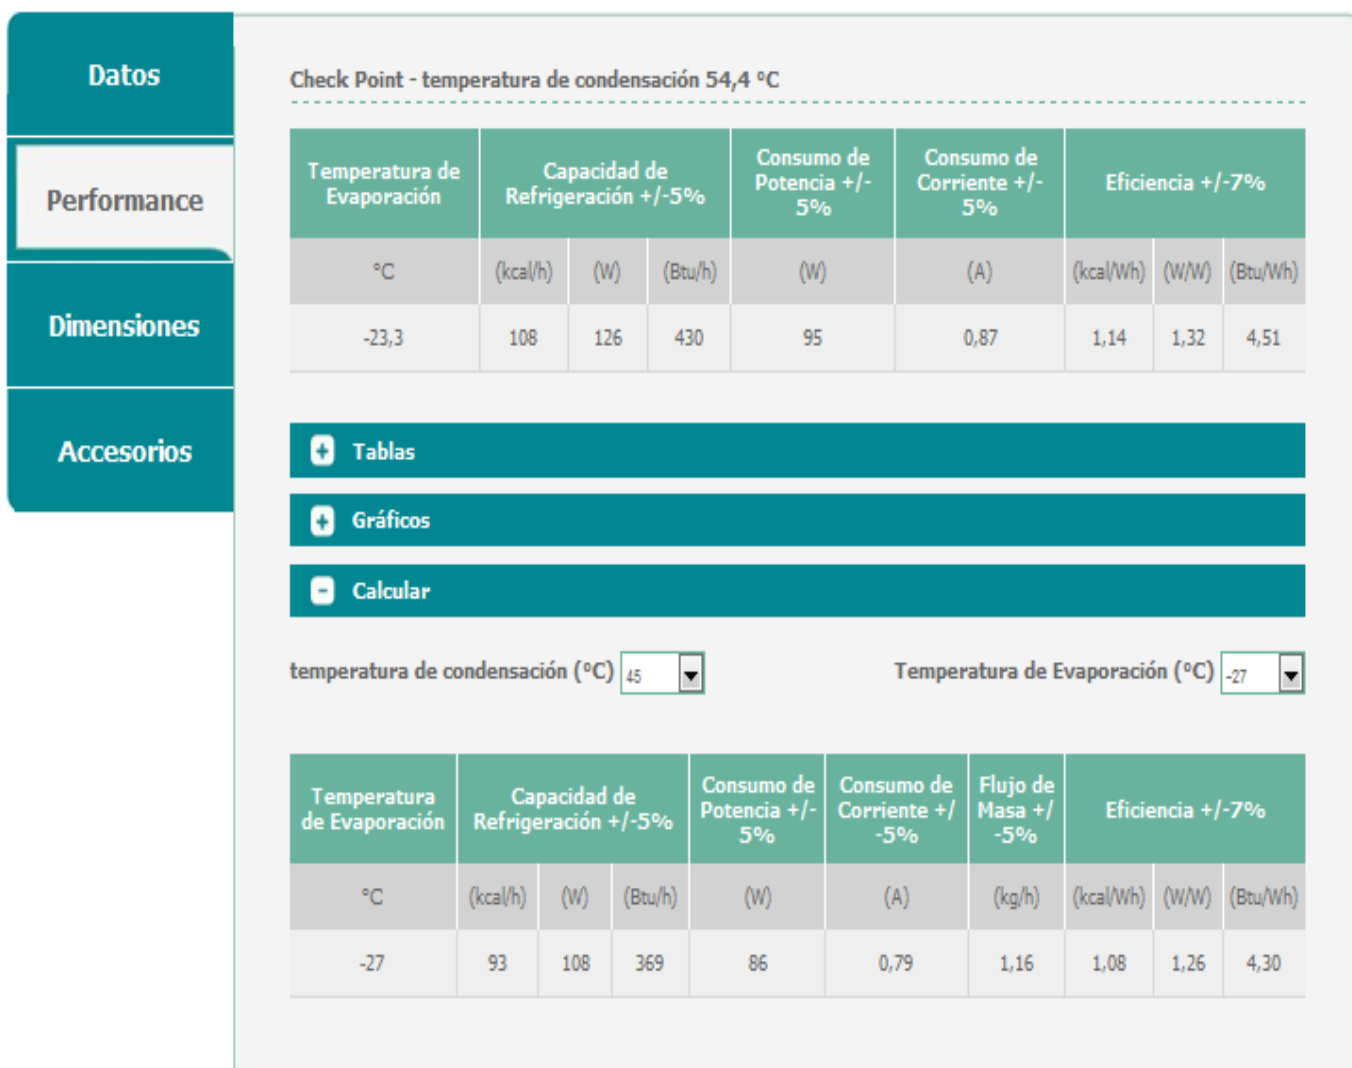 Datos
Performance
Dimensiones
Accesorios
Check Point - temperatura de condensación 54,4 ºC
Temperatura de Evaporación
Capacidad de Refrigeración +/-5%
Consumo de Potencia +/- 5%
Consumo de Corriente +/- 5%
Eficiencia +/-7%
ºC (kcal/h) (W) (Btu/h) (W) (A) (kcal/Wh) (W/W) (Btu/Wh)
-23,3 108 126 430 95 0,87 1,14 1,32 4,51
+ Tablas
+ Gráficos
- Calcular
temperatura de condensación (ºC) 45 Temperatura de Evaporación (ºC) -27
Temperatura de Evaporación
Capacidad de Refrigeración +/-5%
Consumo de Potencia +/- 5%
Consumo de Corriente +/ -5%
Flujo de Masa +/ -5%
Eficiencia +/-7%
ºC (kcal/h) (W) (Btu/h) (W) (A) (kg/h) (kcal/Wh) (W/W) (Btu/Wh)
-27 93 108 369 86 0,79 1,16 1,08 1,26 4,30